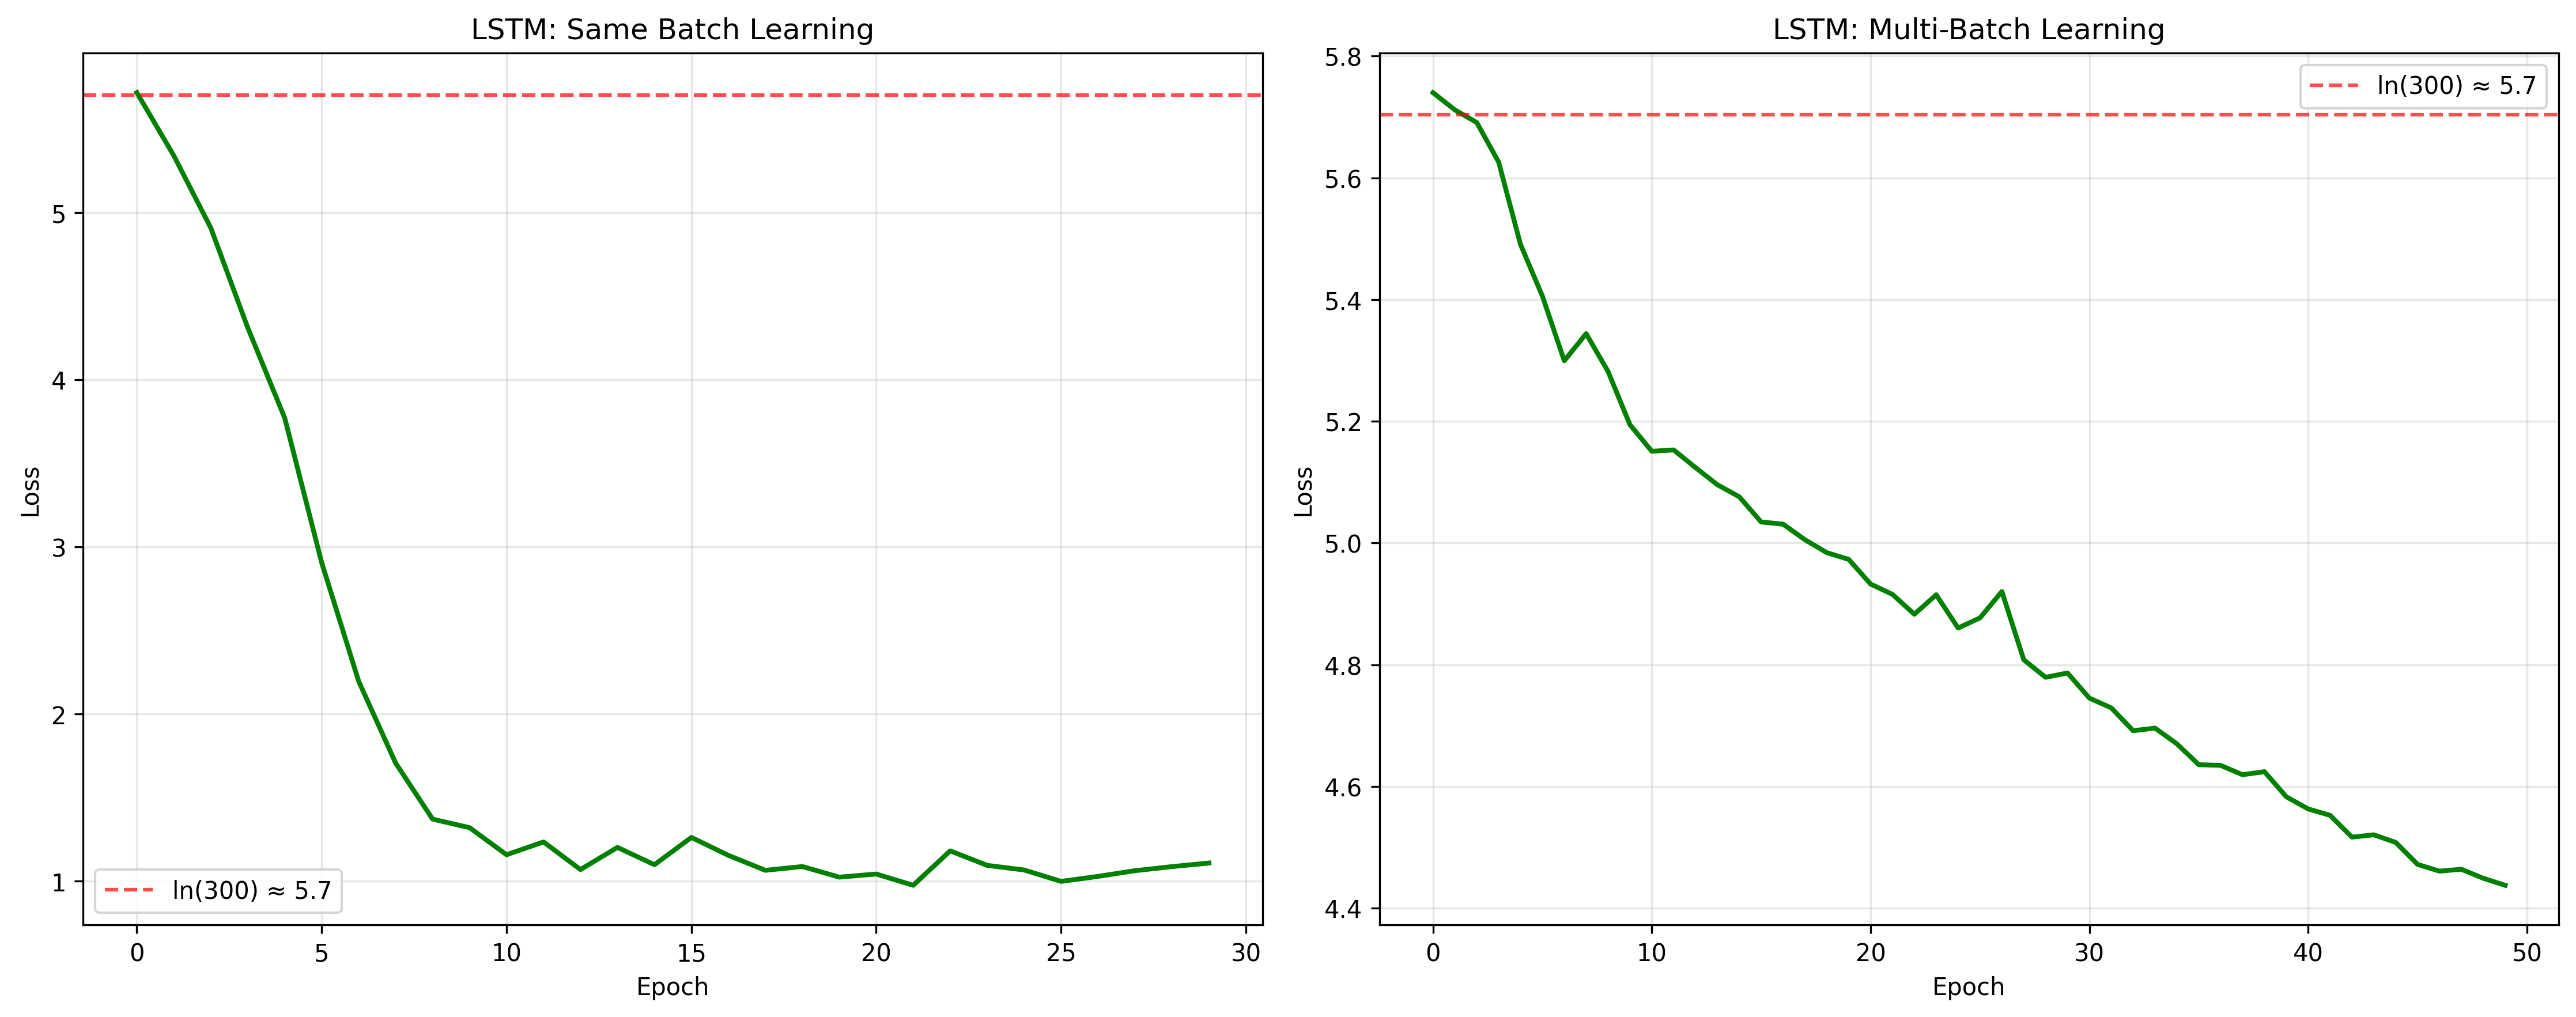 LSTM: Same Batch Learning
5
4
3
2
1
Loss
ln(300) ≈ 5.7
0 5 10 15 20 25 30
Epoch
LSTM: Multi-Batch Learning
5.8
5.6
5.4
5.2
5.0
4.8
4.6
4.4
Loss
ln(300) ≈ 5.7
0 10 20 30 40 50
Epoch